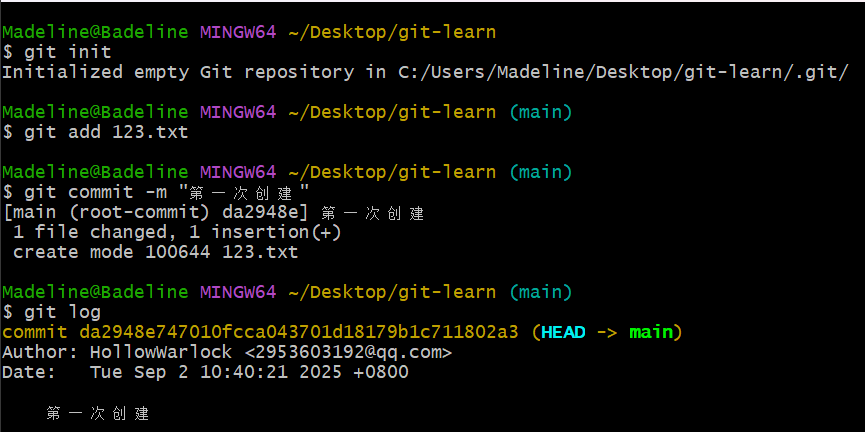 Madeline@Badeline MINGW64 ~/Desktop/git-learn
$ git init
Initialized empty Git repository in C:/Users/Madeline/Desktop/git-learn/.git/
Madeline@Badeline MINGW64 ~/Desktop/git-learn (main)
$ git add 123.txt
Madeline@Badeline MINGW64 ~/Desktop/git-learn (main)
$ git commit -m "第一次创建"
[main (root-commit) da2948e] 第一次创建
 1 file changed, 1 insertion(+)
 create mode 100644 123.txt
Madeline@Badeline MINGW64 ~/Desktop/git-learn (main)
$ git log
commit da2948e747010fcca043701d18179b1c711802a3 (HEAD -> main)
Author: HollowWarlock <2953603192@qq.com>
Date:   Tue Sep 2 10:40:21 2025 +0800
    第一次创建